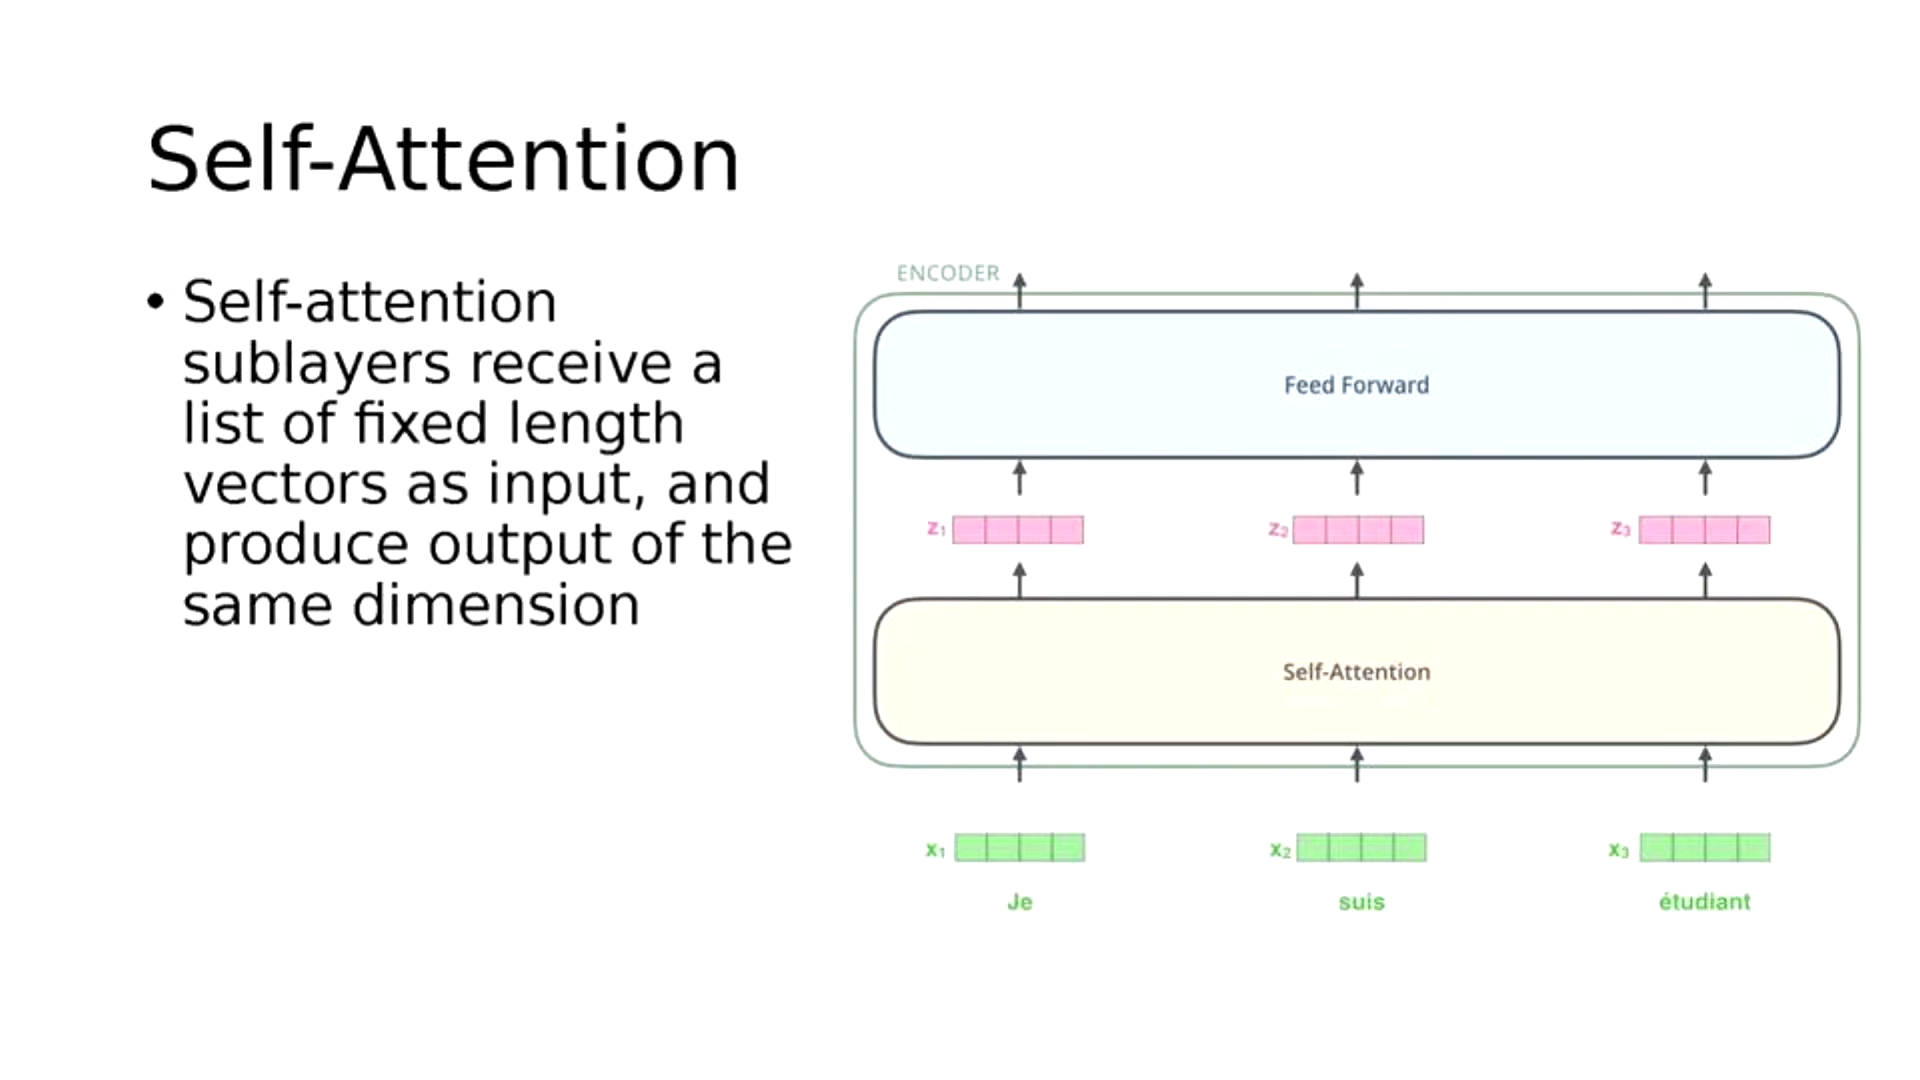 Self-Attention
• Self-attention
sublayers receive a
list of fixed length
vectors as input, and
produce output of the
same dimension
ENCODER
Feed Forward
z₁ z₂ z₃
Self-Attention
x₁ x₂ x₃
Je suis étudiant